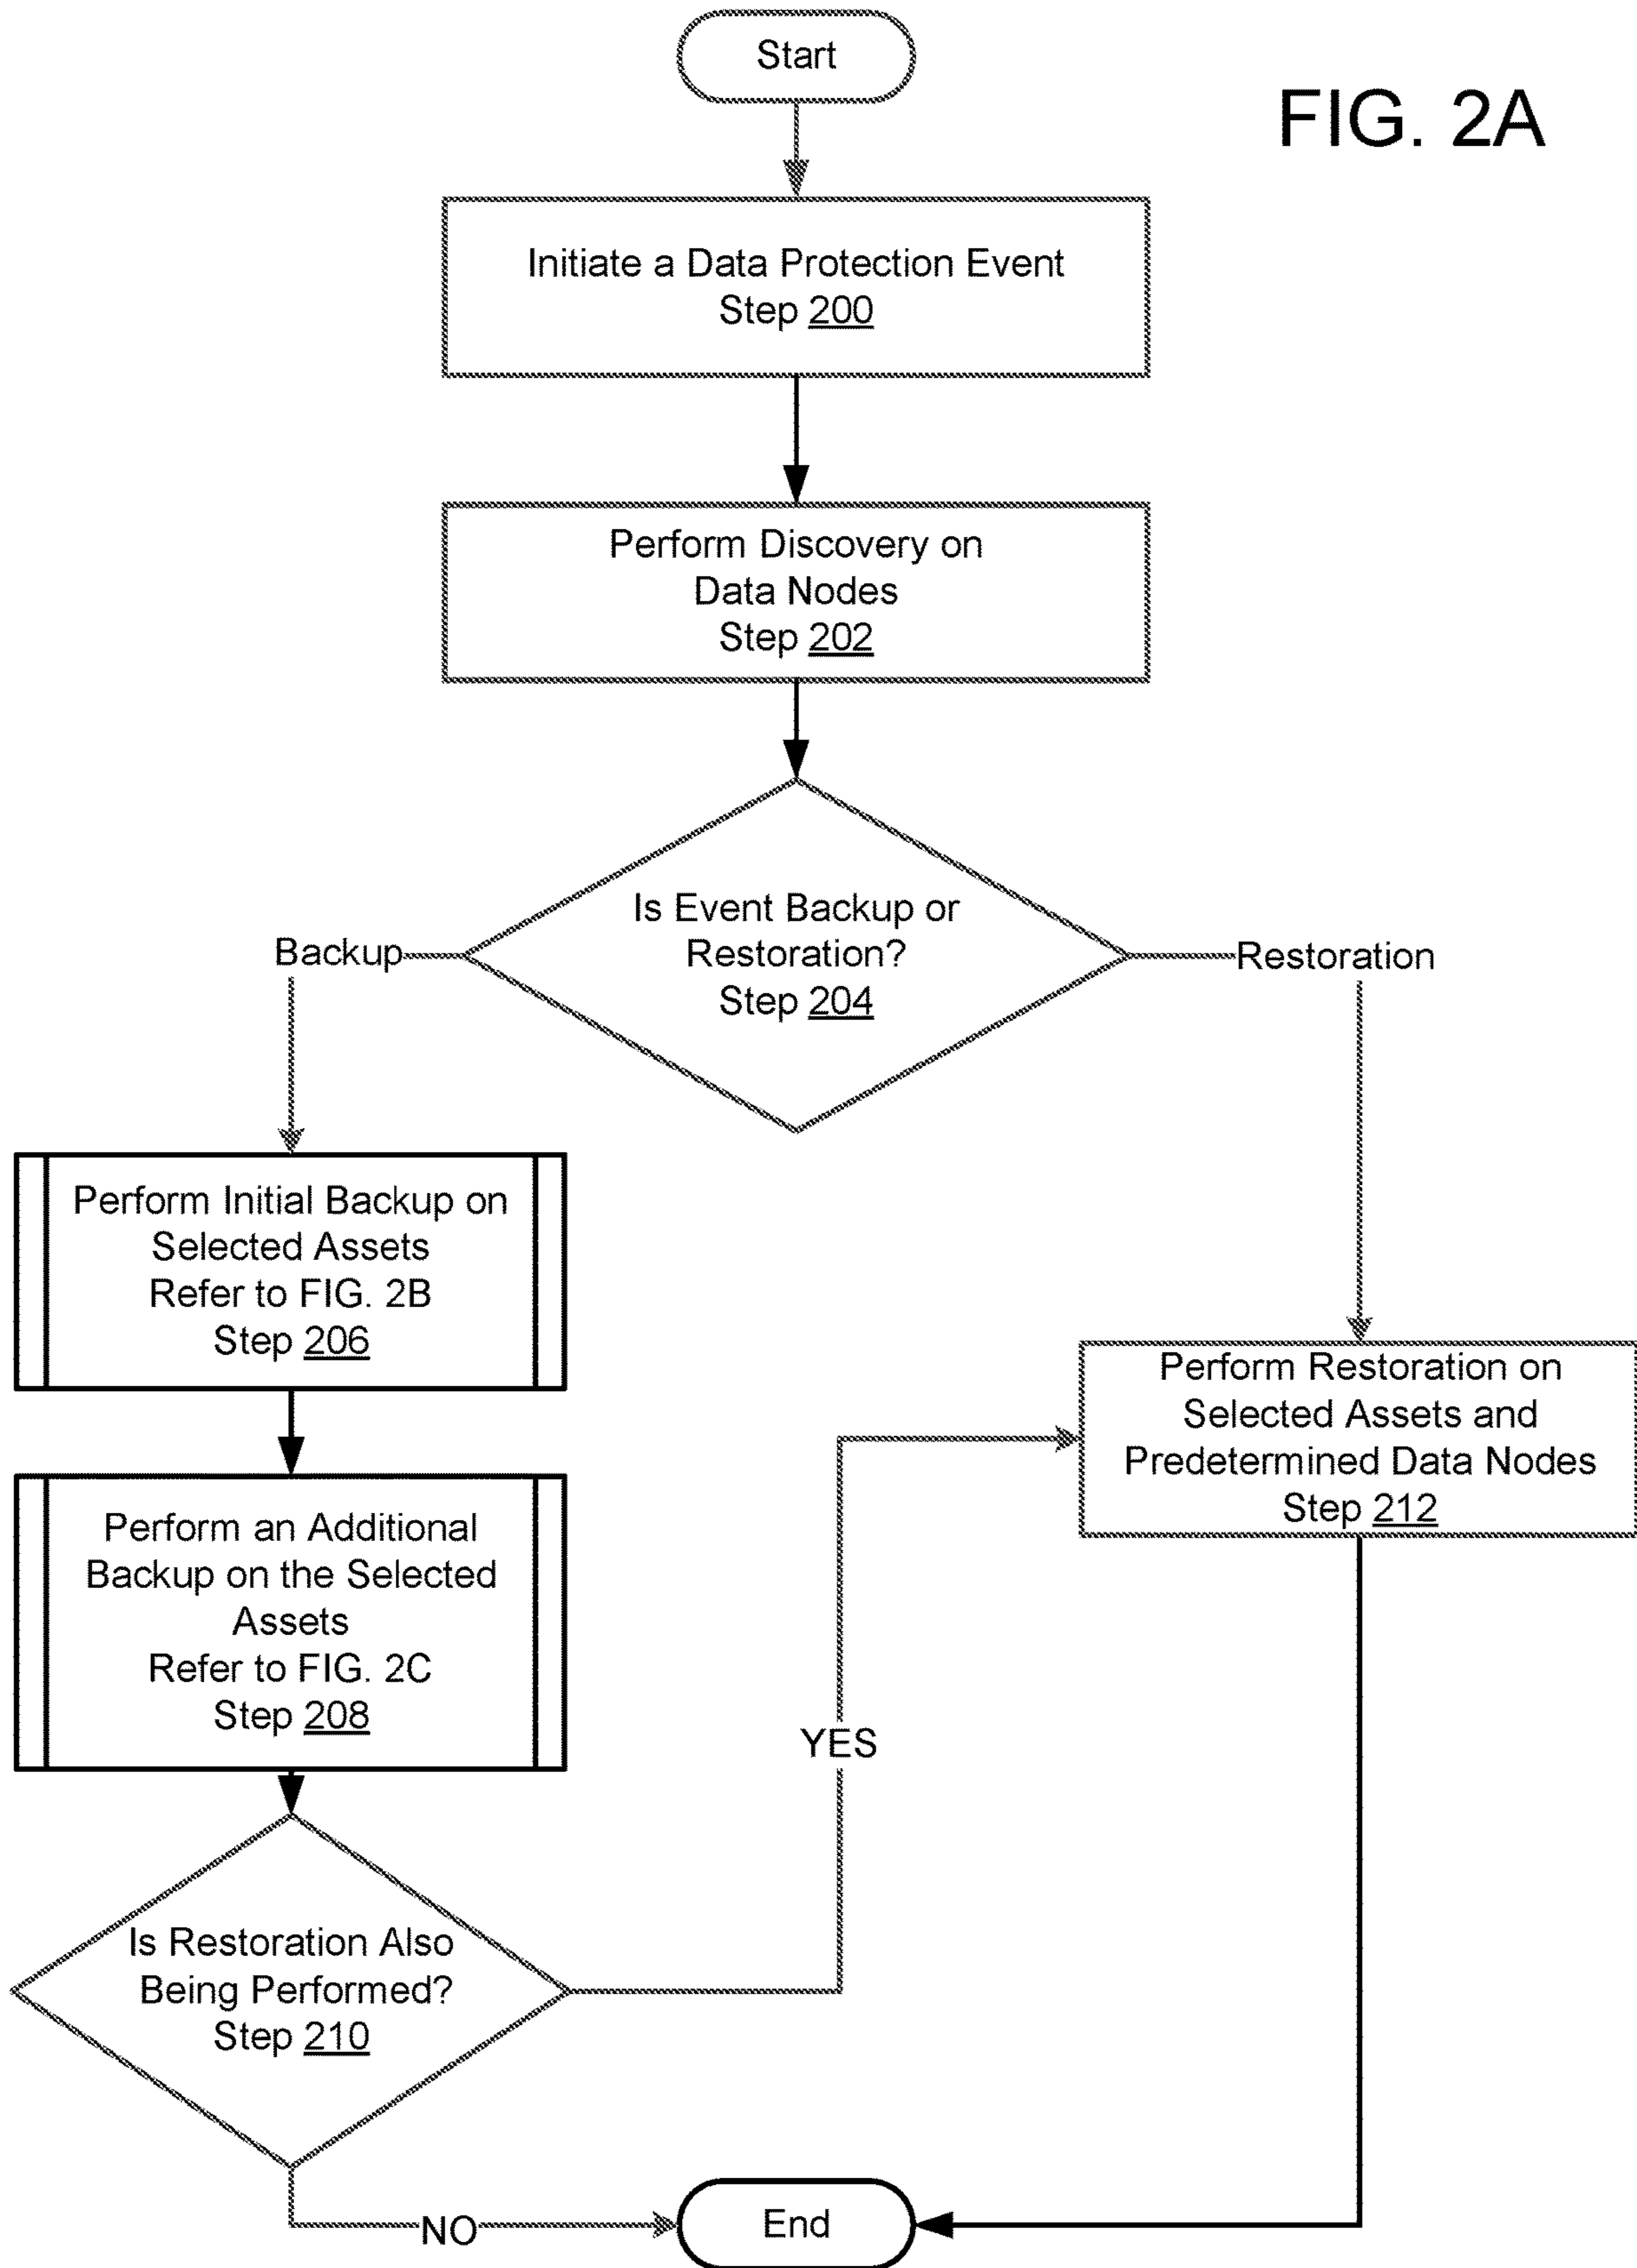 Start
FIG. 2A
Initiate a Data Protection Event
Step 200
Perform Discovery on
Data Nodes
Step 202
Is Event Backup or
Restoration?
Step 204
Backup
Restoration
Perform Initial Backup on
Selected Assets
Refer to FIG. 2B
Step 206
Perform Restoration on
Selected Assets and
Predetermined Data Nodes
Step 212
Perform an Additional
Backup on the Selected
Assets
Refer to FIG. 2C
Step 208
YES
Is Restoration Also
Being Performed?
Step 210
NO
End